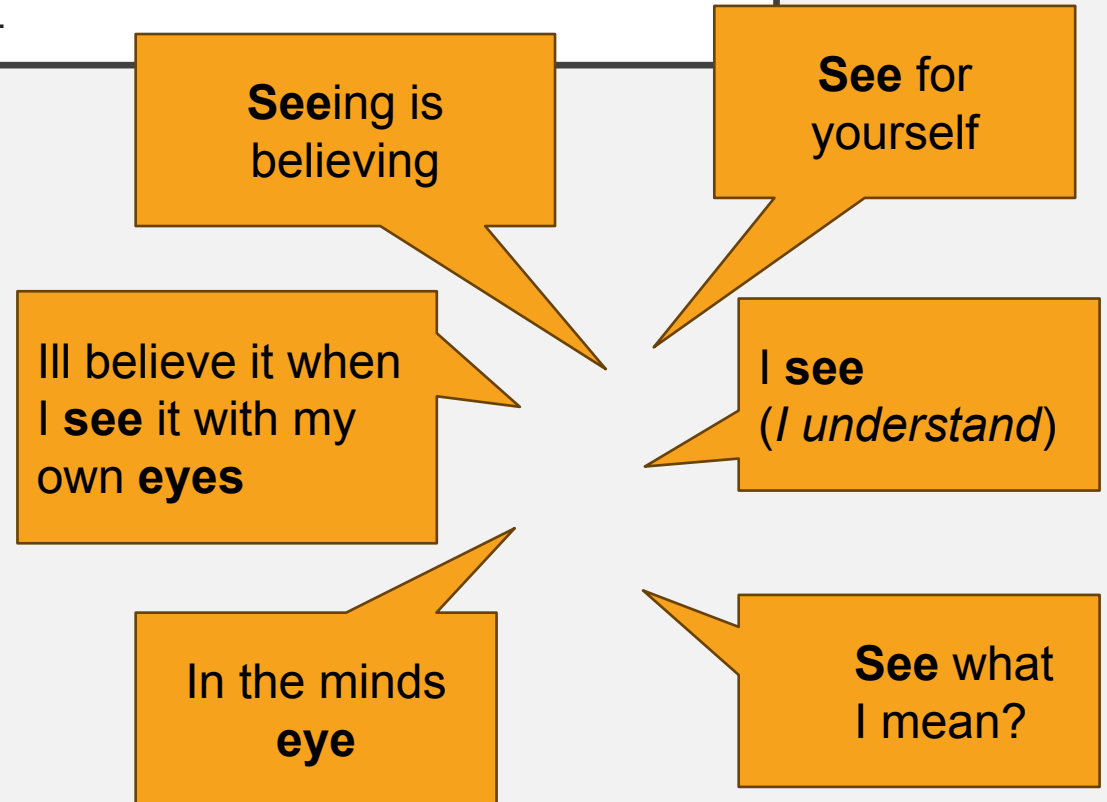 Seeing is
believing
See for
yourself
Ill believe it when
I see it with my
own eyes
I see
(I understand)
In the minds
eye
See what
I mean?